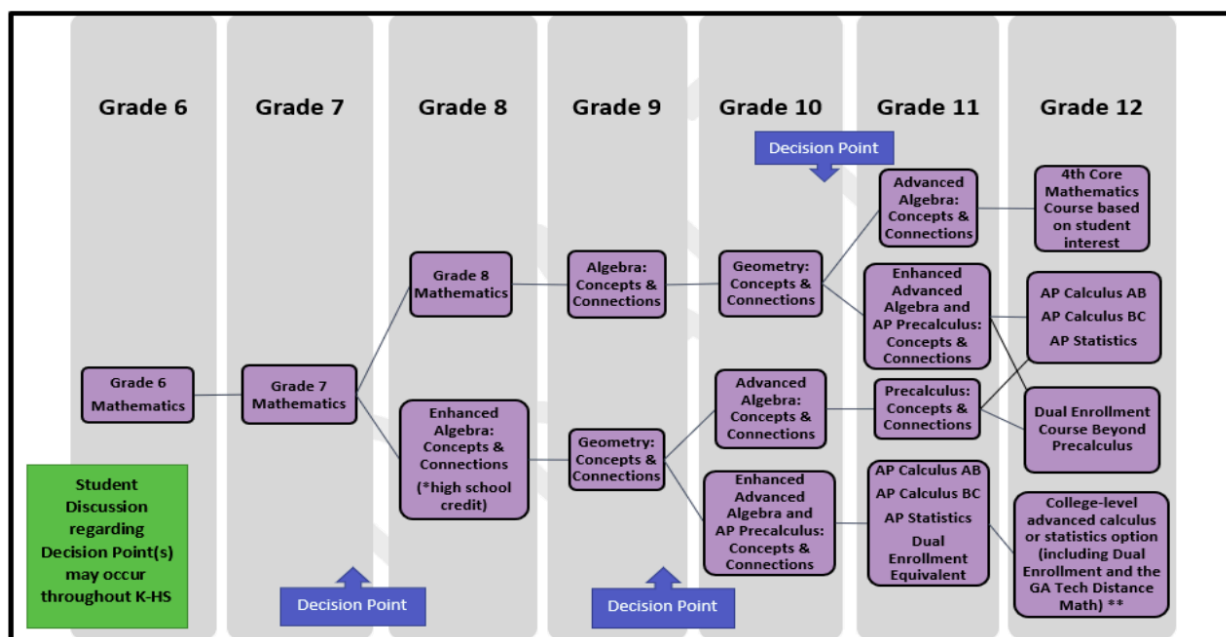 Grade 6
Grade 7
Grade 8
Grade 9
Grade 10
Grade 11
Grade 12
Decision Point
Advanced
Algebra:
Concepts &
Connections
4th Core
Mathematics
Course based
on student
interest
Grade 8
Mathematics
Algebra:
Concepts &
Connections
Geometry:
Concepts &
Connections
Enhanced
Advanced
Algebra and
AP Precalculus:
Concepts &
Connections
AP Calculus AB
AP Calculus BC
AP Statistics
Grade 6
Mathematics
Grade 7
Mathematics
Enhanced
Algebra:
Concepts &
Connections
(*high school
credit)
Geometry:
Concepts &
Connections
Advanced
Algebra:
Concepts &
Connections
Precalculus:
Concepts &
Connections
Dual Enrollment
Course Beyond
Precalculus
Enhanced
Advanced
Algebra and
AP Precalculus:
Concepts &
Connections
AP Calculus AB
AP Calculus BC
AP Statistics
Dual
Enrollment
Equivalent
College-level
advanced calculus
or statistics option
(including Dual
Enrollment and the
GA Tech Distance
Math) **
Student
Discussion
regarding
Decision Point(s)
may occur
throughout K-HS
Decision Point
Decision Point